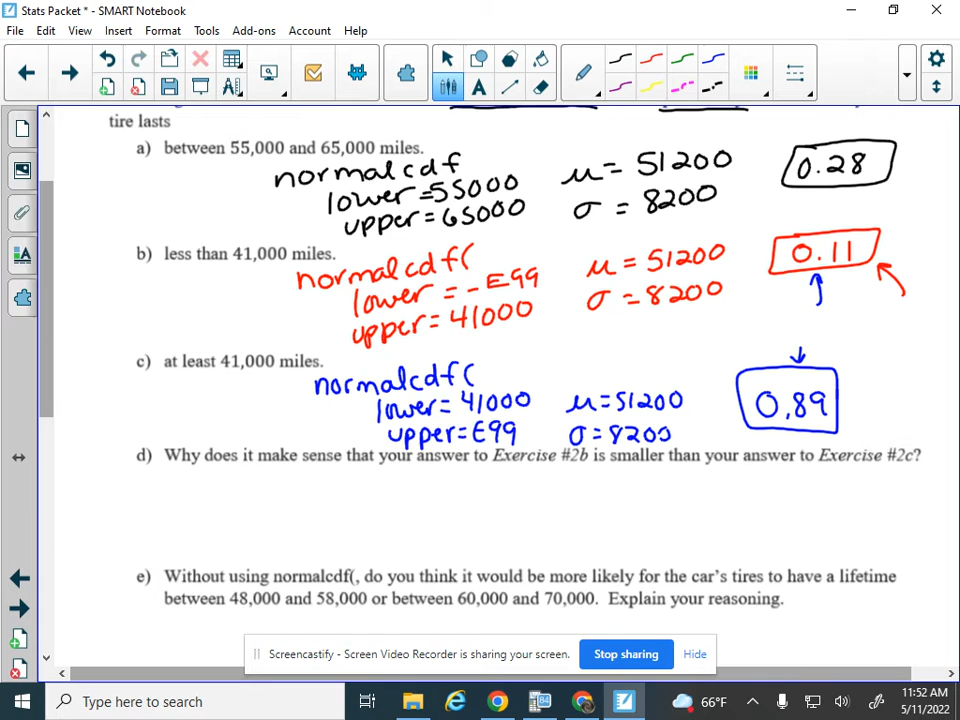 Stats Packet * - SMART Notebook
File Edit View Insert Format Tools Add-ons Account Help
tire lasts
a) between 55,000 and 65,000 miles.
normalcdf
lower=55000
upper=65000
μ = 51200
σ = 8200
0.28
b) less than 41,000 miles.
normalcdf(
lower = -E99
upper = 41000
μ = 51200
σ = 8200
0.11
c) at least 41,000 miles.
normalcdf(
lower = 41000
upper = E99
μ = 51200
σ = 8200
0.89
d) Why does it make sense that your answer to Exercise #2b is smaller than your answer to Exercise #2c?
e) Without using normalcdf(, do you think it would be more likely for the car's tires to have a lifetime
between 48,000 and 58,000 or between 60,000 and 70,000. Explain your reasoning.
Screencastify - Screen Video Recorder is sharing your screen. Stop sharing Hide
Type here to search
66°F
11:52 AM
5/11/2022